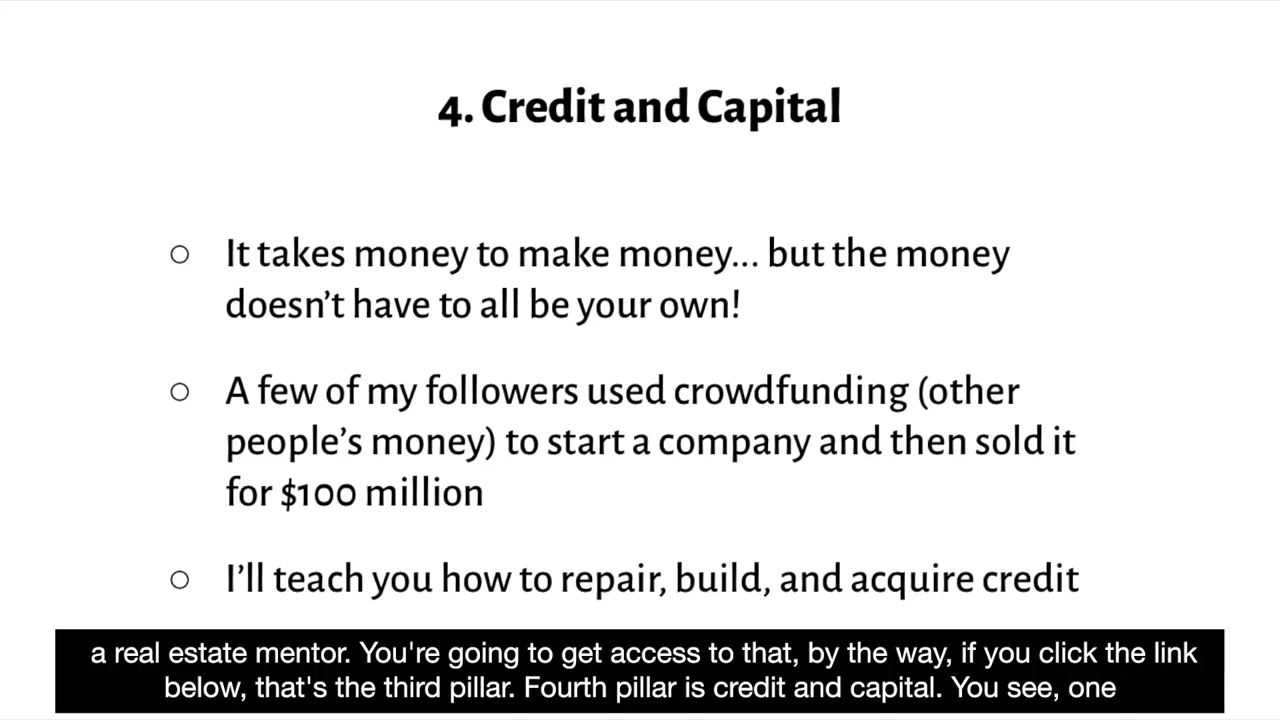 4. Credit and Capital
○ It takes money to make money... but the money
doesn’t have to all be your own!
○ A few of my followers used crowdfunding (other
people’s money) to start a company and then sold it
for $100 million
○ I’ll teach you how to repair, build, and acquire credit
a real estate mentor. You're going to get access to that, by the way, if you click the link
below, that's the third pillar. Fourth pillar is credit and capital. You see, one